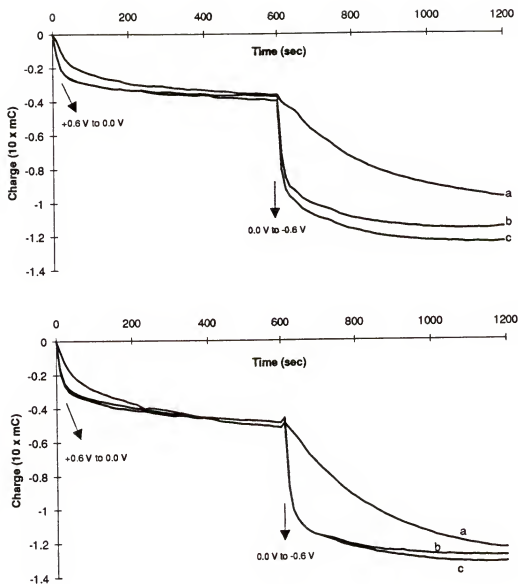 0 200 400 600 800 1000 1200
Time (sec)
0
-0.2
-0.4
-0.6
-0.8
-1
-1.2
-1.4
Charge (10 x mC)
+0.6 V to 0.0 V
0.0 V to -0.6 V
a
b
c
0 200 400 600 800 1000 1200
Time (sec)
0
-0.2
-0.4
-0.6
-0.8
-1
-1.2
-1.4
Charge (10 x mC)
+0.6 V to 0.0 V
0.0 V to -0.6 V
a
b
c